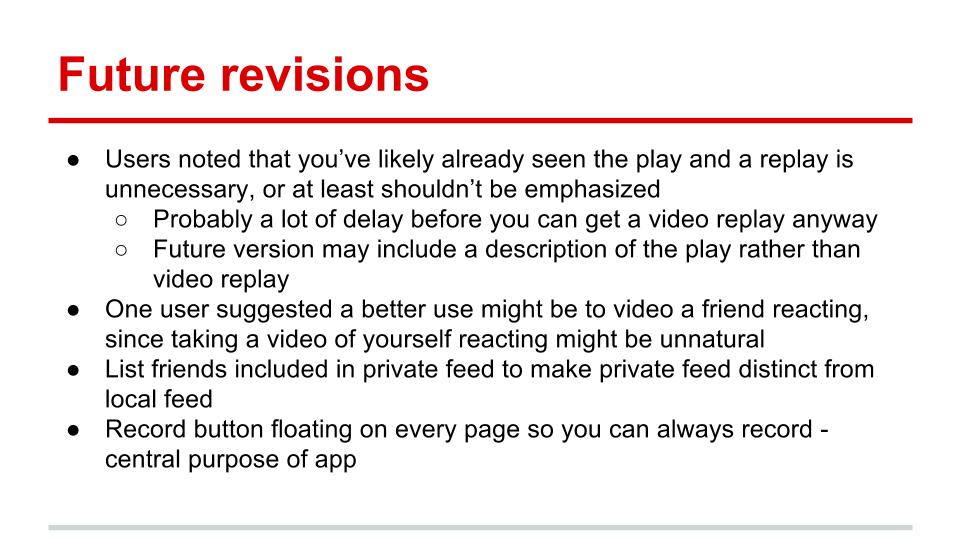 Future revisions
● Users noted that you’ve likely already seen the play and a replay is
unnecessary, or at least shouldn’t be emphasized
○ Probably a lot of delay before you can get a video replay anyway
○ Future version may include a description of the play rather than
video replay
● One user suggested a better use might be to video a friend reacting,
since taking a video of yourself reacting might be unnatural
● List friends included in private feed to make private feed distinct from
local feed
● Record button floating on every page so you can always record -
central purpose of app